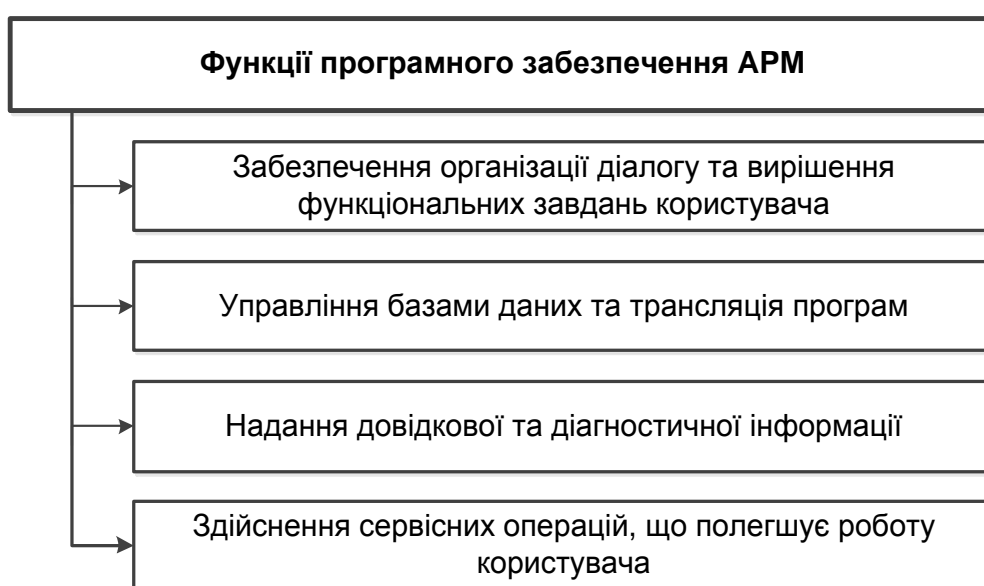 Функції програмного забезпечення АРМ
Забезпечення організації діалогу та вирішення
функціональних завдань користувача
Управління базами даних та трансляція програм
Надання довідкової та діагностичної інформації
Здійснення сервісних операцій, що полегшує роботу
користувача